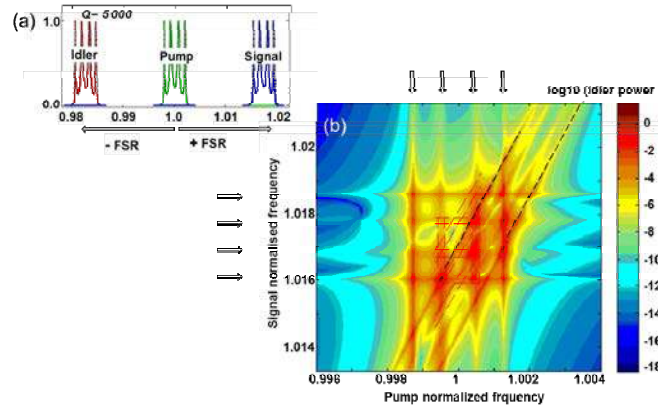 (a)
Q~ 5000
1.0
Idler
Pump
Signal
0.0
0.98
0.99
1.0
1.01
1.02
- FSR
+ FSR
log10 (Idler power
(b)
Signal normalised frequency
1.02
1.018
1.016
1.014
0.996
0.998
1
1.002
1.004
Pump normalized frquency
0
-2
-4
-6
-8
-10
-12
-14
-16
-18